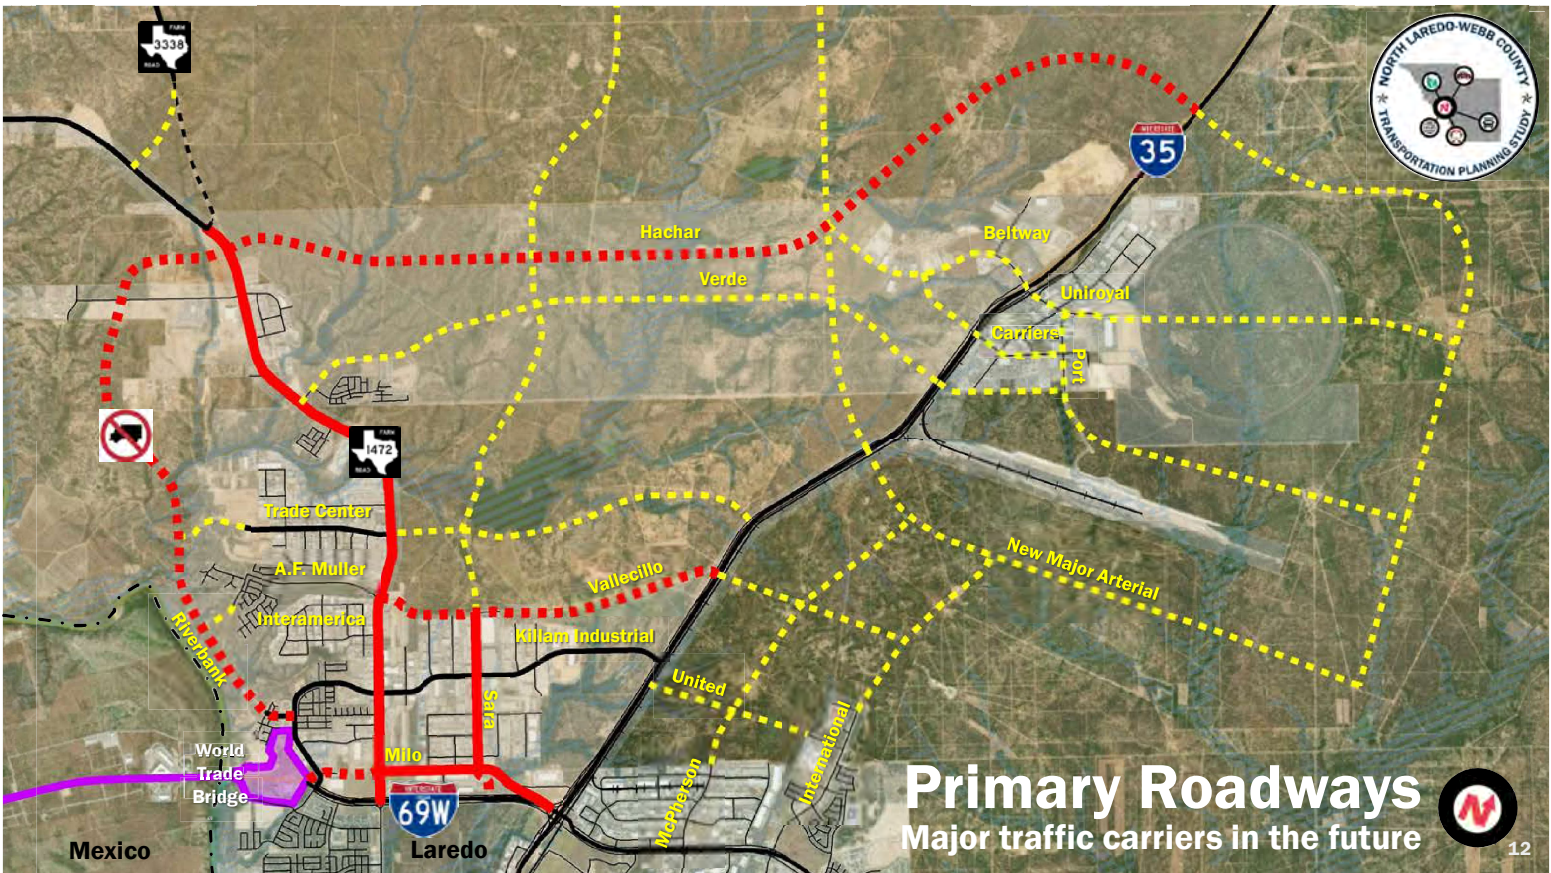 FARM
3338
ROAD
NORTH LAREDO-WEBB COUNTY
TRANSPORTATION PLANNING STUDY
N
INTERSTATE
35
Hachar
Beltway
Verde
Uniroyal
Carriers
Port
FARM
1472
ROAD
Trade Center
A.F. Muller
Vallecillo
New Major Arterial
Interamerica
Riverbank
Killam Industrial
United
Sara
International
World
Trade
Bridge
Milo
McPherson
INTERSTATE
69W
Mexico
Laredo
Primary Roadways
Major traffic carriers in the future
N
12